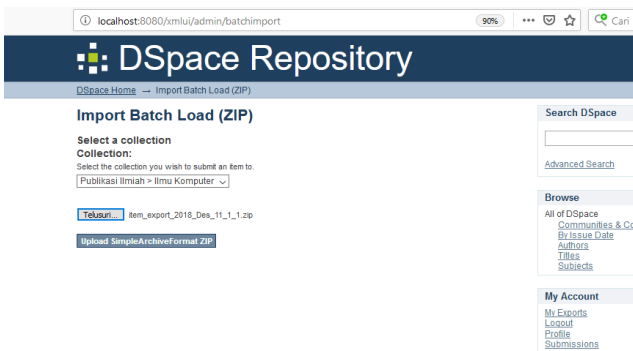 localhost:8080/xmlui/admin/batchimport
90%
Cari
DSpace Repository
DSpace Home → Import Batch Load (ZIP)
Import Batch Load (ZIP)
Select a collection
Collection:
Select the collection you wish to submit an item to.
Publikasi Ilmiah > Ilmu Komputer
Telusuri... item_export_2018_Des_11_1_1.zip
Upload SimpleArchiveFormat ZIP
Search DSpace
Advanced Search
Browse
All of DSpace
Communities & Co
By Issue Date
Authors
Titles
Subjects
My Account
My Exports
Logout
Profile
Submissions